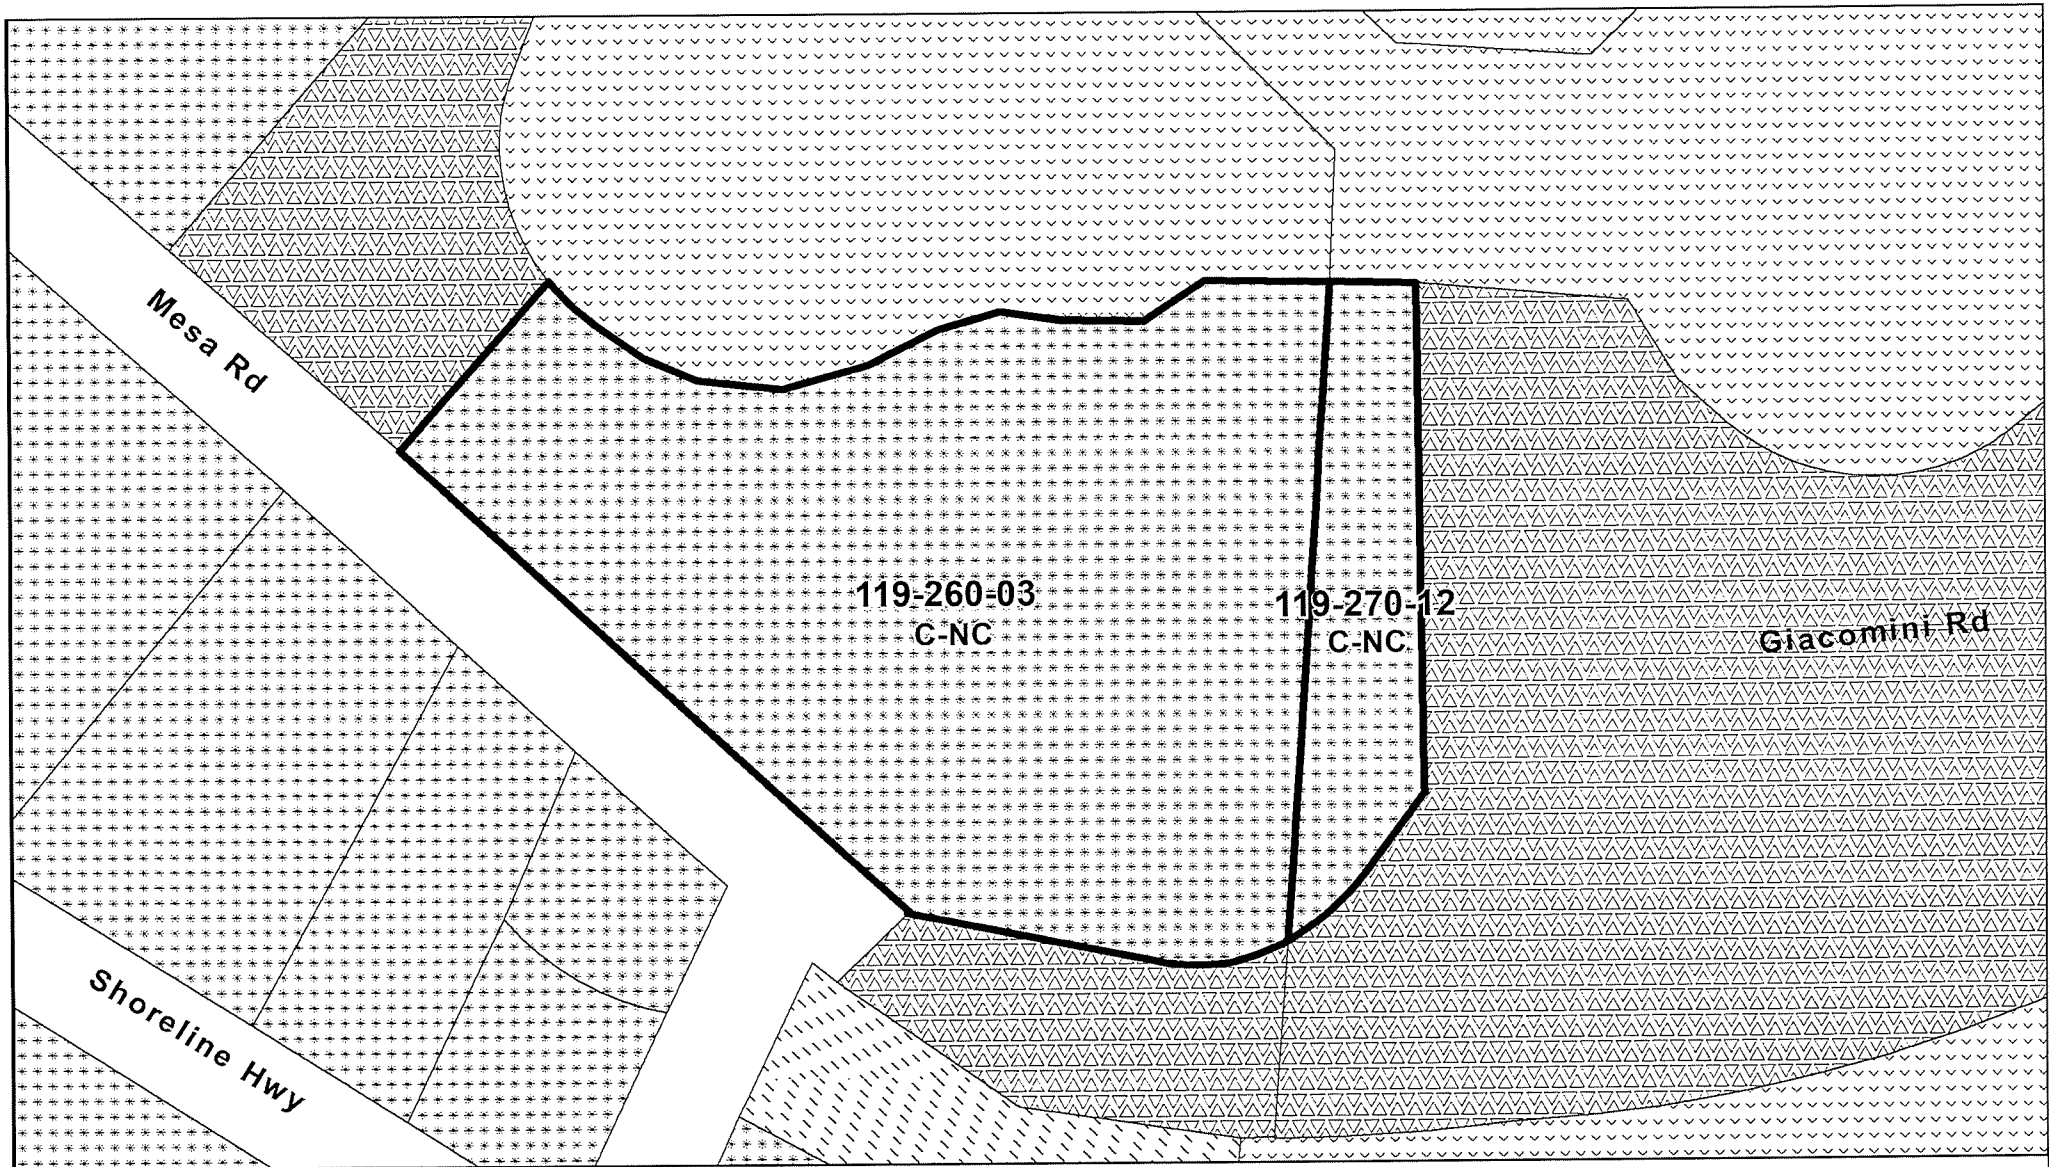 Mesa Rd
119-260-03
C-NC
119-270-12
C-NC
Giacomini Rd
Shoreline Hwy